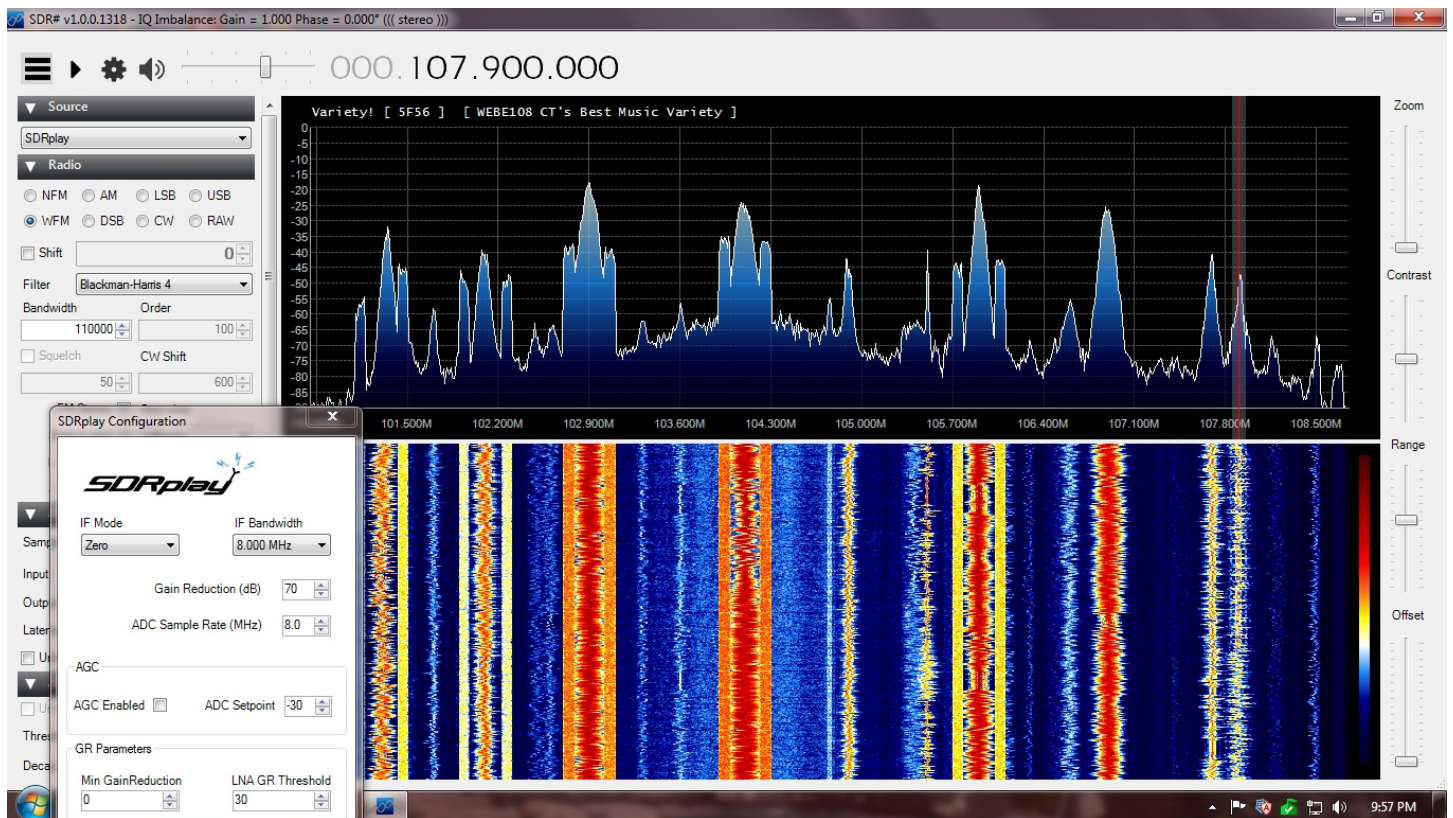 SDR# v1.0.0.1318 - IQ Imbalance: Gain = 1.000 Phase = 0.000° ((( stereo )))
000.107.900.000
Source
SDRplay
Radio
NFM AM LSB USB
WFM DSB CW RAW
Shift 0
Filter Blackman-Harris 4
Bandwidth Order
110000 100
Squelch CW Shift
50 600
Variety! [ 5F56 ] [ WEBE108 CT's Best Music Variety ]
0
-5
-10
-15
-20
-25
-30
-35
-40
-45
-50
-55
-60
-65
-70
-75
-80
-85
101.500M 102.200M 102.900M 103.600M 104.300M 105.000M 105.700M 106.400M 107.100M 107.800M 108.500M
Zoom
Contrast
Range
Offset
SDRplay Configuration
SDRplay
IF Mode IF Bandwidth
Zero 8.000 MHz
Gain Reduction (dB) 70
ADC Sample Rate (MHz) 8.0
AGC
AGC Enabled ADC Setpoint -30
GR Parameters
Min GainReduction LNA GR Threshold
0 30
Input
9:57 PM